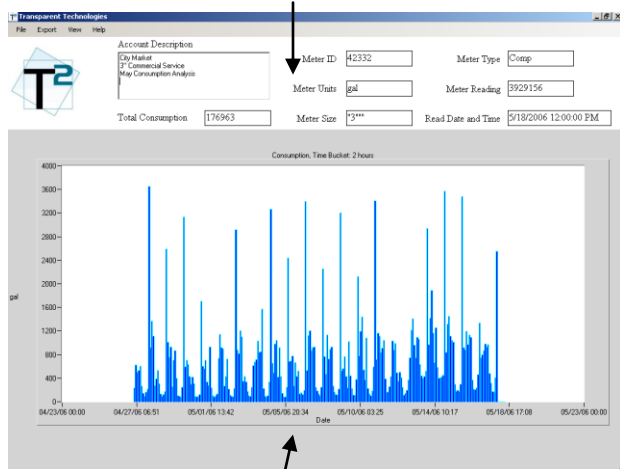 Transparent Technologies
File Export View Help
T2
Account Description
City Market
3" Commercial Service
May Consumption Analysis
Meter ID 42332
Meter Type Comp
Meter Units gal
Meter Reading 3929156
Total Consumption 176963
Meter Size "3""
Read Date and Time 5/18/2006 12:00:00 PM
Consumption, Time Bucket: 2 hours
4000
3600
3200
2800
2400
2000
1600
1200
800
400
0
gal
04/23/06 00:00 04/27/06 06:51 05/01/06 13:42 05/05/06 20:34 05/10/06 03:25 05/14/06 10:17 05/18/06 17:08 05/23/06 00:00
Date